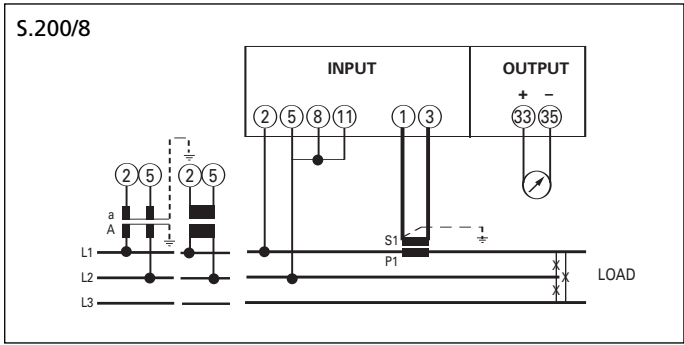 S.200/8
INPUT OUTPUT
+ –
2 5 8 11 1 3 33 35
2 5 2 5
a
A
S1
L1
P1
L2 X X LOAD
X
L3